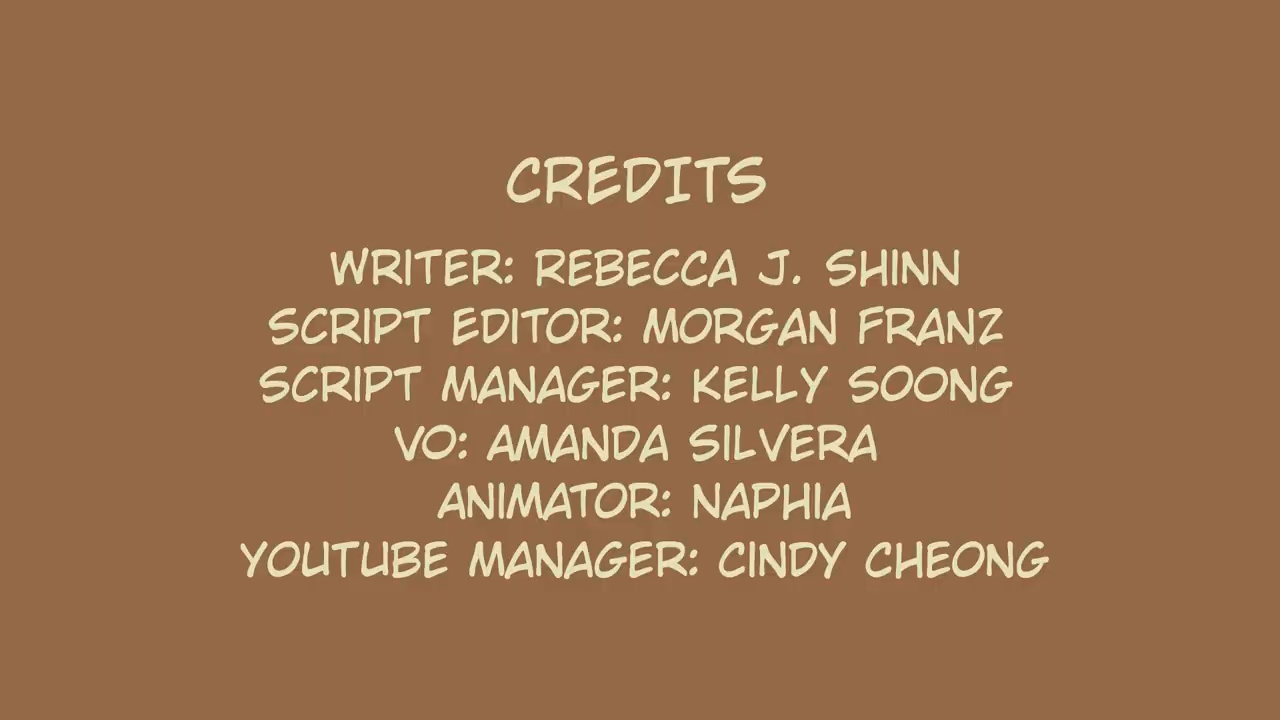 CREDITS
WRITER: REBECCA J. SHINN
SCRIPT EDITOR: MORGAN FRANZ
SCRIPT MANAGER: KELLY SOONG
VO: AMANDA SILVERA
ANIMATOR: NAPHIA
YOUTUBE MANAGER: CINDY CHEONG